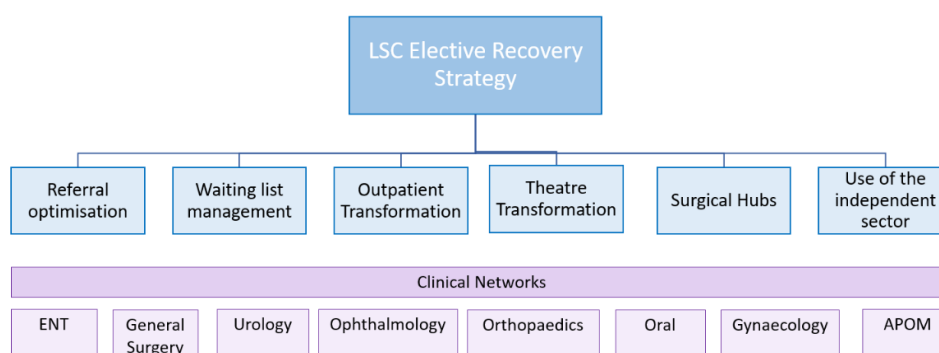 LSC Elective Recovery
Strategy
Referral
optimisation
Waiting list
management
Outpatient
Transformation
Theatre
Transformation
Surgical Hubs
Use of the
independent
sector
Clinical Networks
ENT
General
Surgery
Urology
Ophthalmology
Orthopaedics
Oral
Gynaecology
APOM